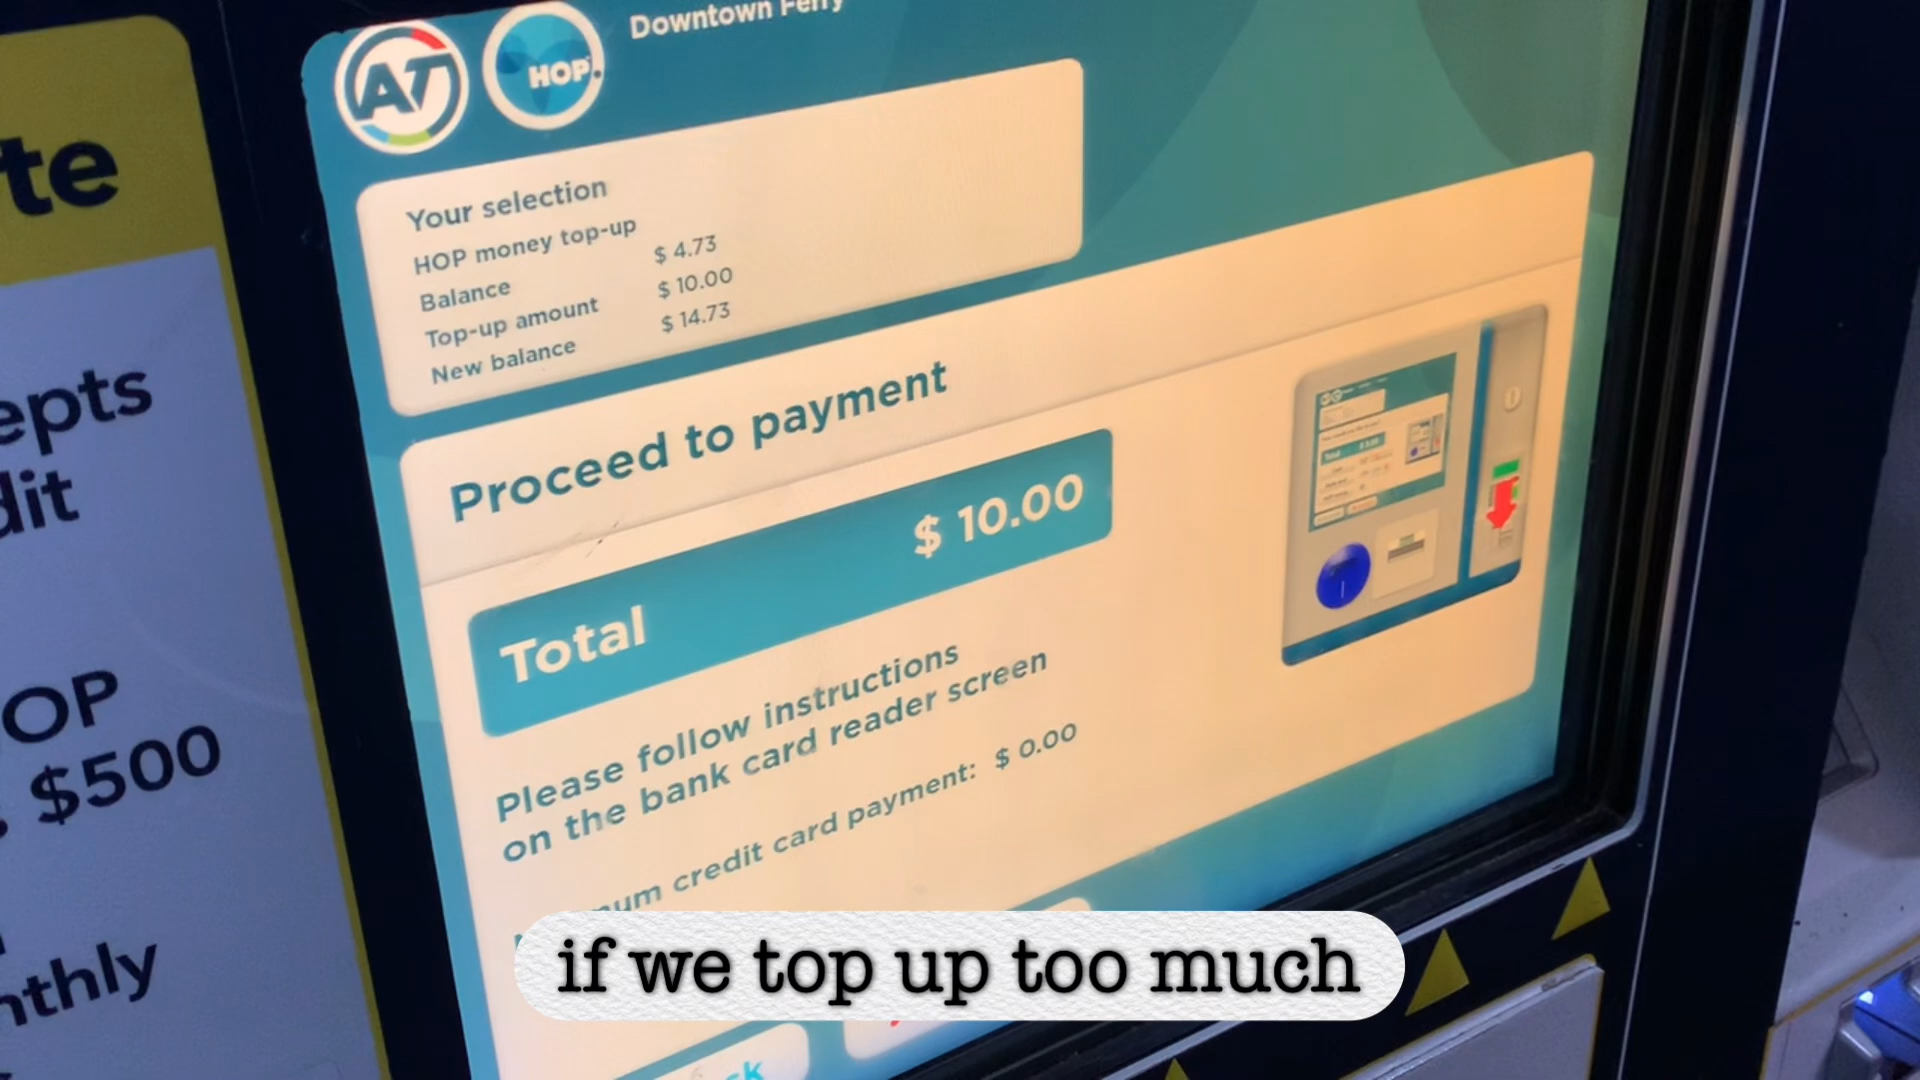 AT
HOP
Downtown Ferry
Your selection
HOP money top-up
Balance $ 4.73
Top-up amount $ 10.00
New balance $ 14.73
Proceed to payment
Total $ 10.00
Please follow instructions
on the bank card reader screen
credit card payment: $ 0.00
if we top up too much
te
epts
dit
OP
$500
nthly